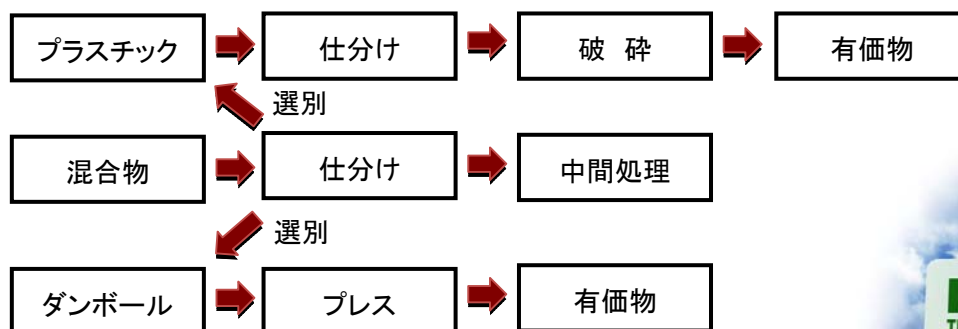 プラスチック 仕分け 破 砕 有価物
選別
混合物 仕分け 中間処理
選別
ダンボール プレス 有価物